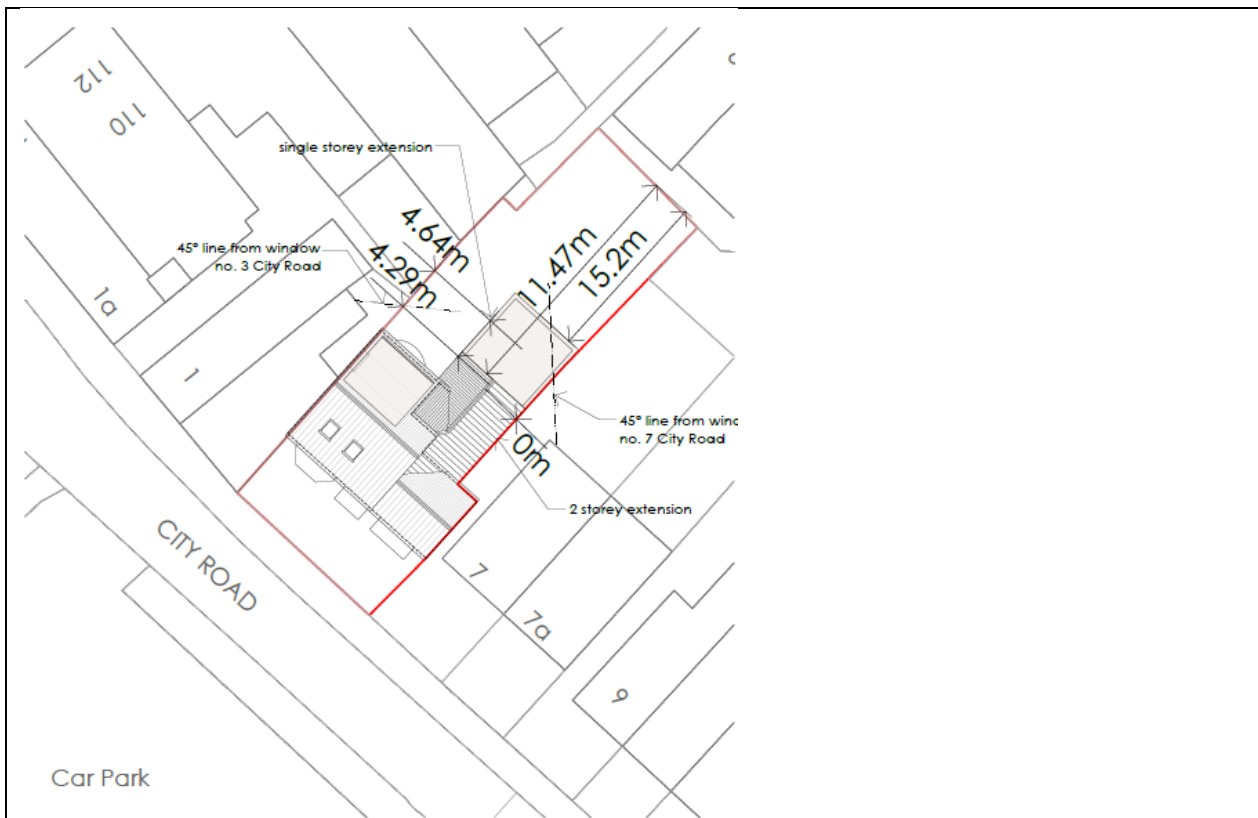 112
110
single storey extension
4.64m
45° line from window
no. 3 City Road
4.29m
11.47m
15.2m
1a
1
45° line from wind
no. 7 City Road
0m
2 storey extension
CITY ROAD
7
7a
9
Car Park